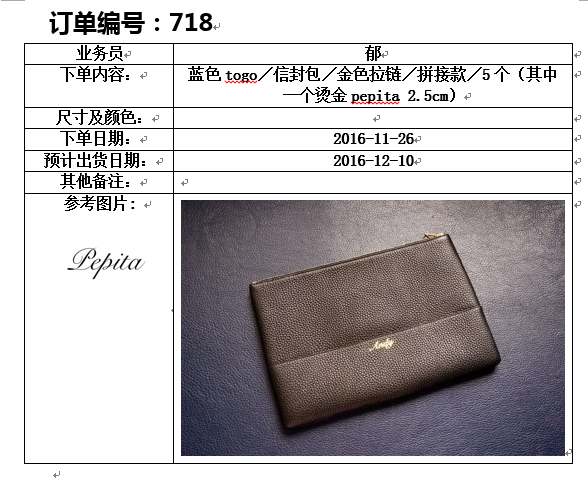 订单编号：718
业务员
郁
下单内容：
蓝色 togo／信封包／金色拉链／拼接款／5 个（其中
一个烫金 pepita 2.5cm）
尺寸及颜色：
下单日期：
2016-11-26
预计出货日期：
2016-12-10
其他备注：
参考图片:
Pepita
Andy